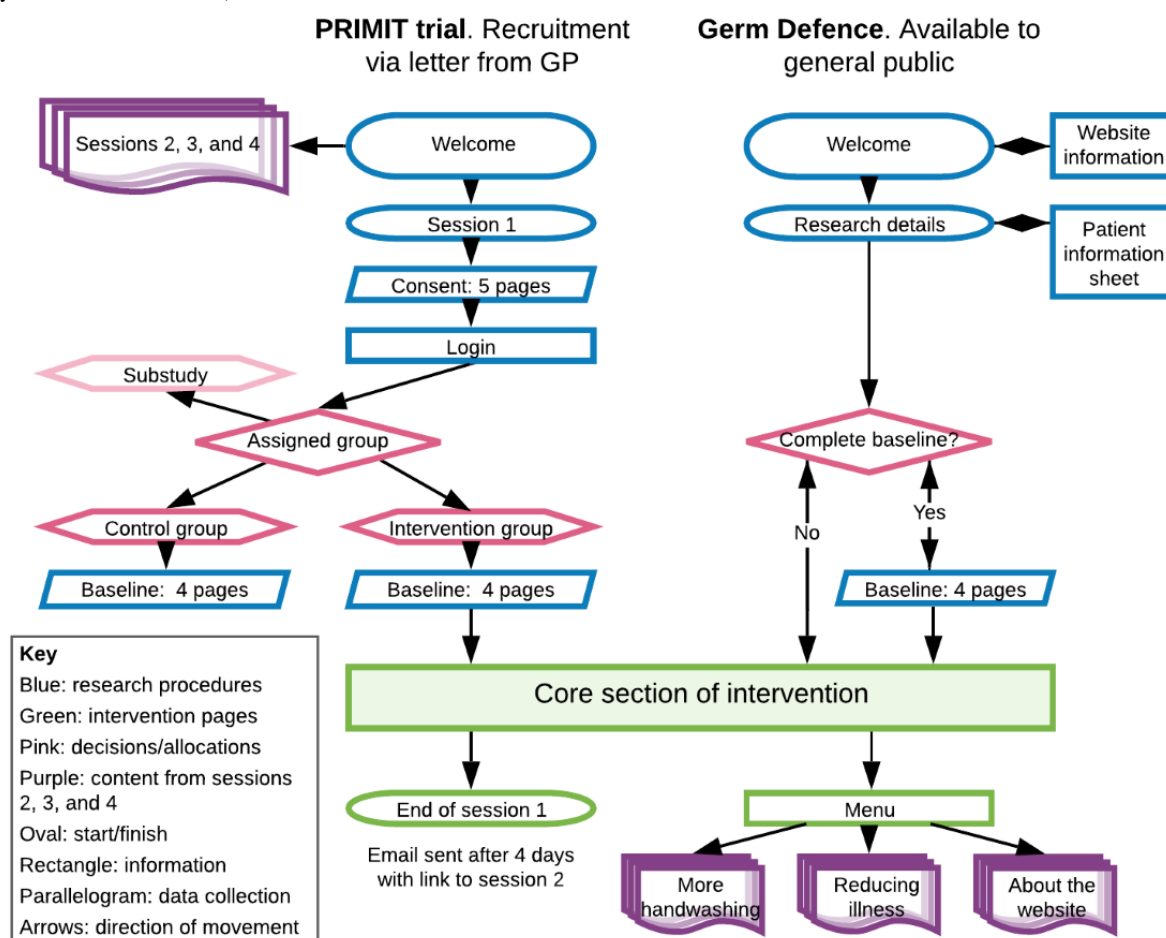 PRIMIT trial. Recruitment
via letter from GP
Germ Defence. Available to
general public
Sessions 2, 3, and 4
Welcome
Welcome
Website
information
Session 1
Research details
Patient
information
sheet
Consent: 5 pages
Login
Substudy
Assigned group
Complete baseline?
Control group
Intervention group
No
Yes
Baseline: 4 pages
Baseline: 4 pages
Baseline: 4 pages
Key
Blue: research procedures
Green: intervention pages
Pink: decisions/allocations
Purple: content from sessions
2, 3, and 4
Oval: start/finish
Rectangle: information
Parallelogram: data collection
Arrows: direction of movement
Core section of intervention
End of session 1
Menu
Email sent after 4 days
with link to session 2
More
handwashing
Reducing
illness
About the
website